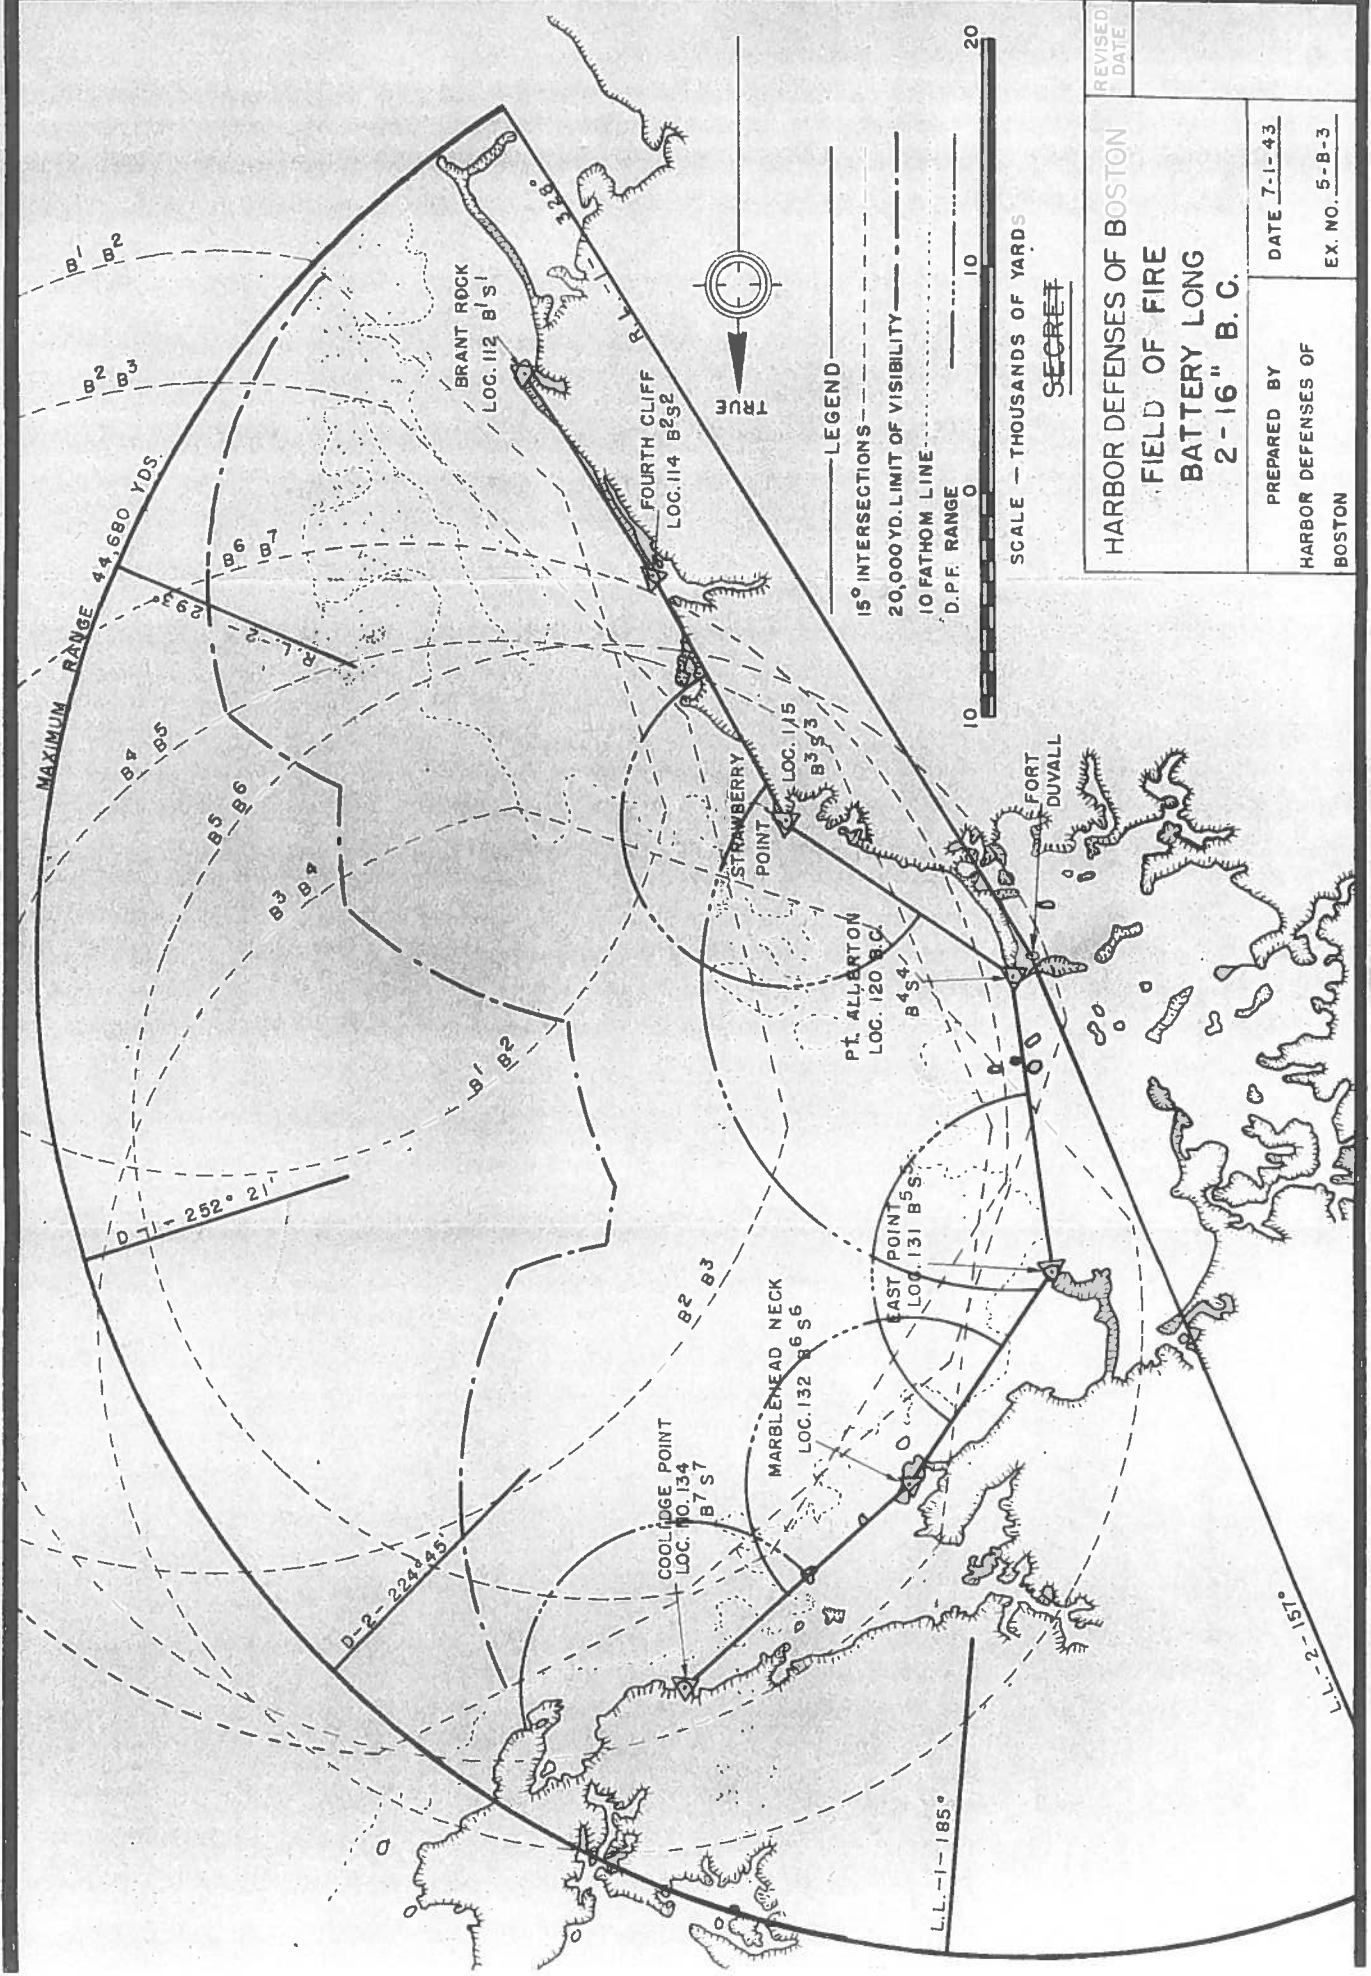 MAXIMUM RANGE 44,680 YDS.
B¹ B²
B² B³
B⁶ B⁷
B⁴ B⁵
B⁵ B⁶
B³ B⁴
B¹ B²
B² B³
R.L.-2-293°
R.L.-1-328°
D-1-252° 21'
D-2-224° 45'
L.L.-1-185°
L.L.-2-157°
BRANT ROCK
LOC. 112 B¹S¹
FOURTH CLIFF
LOC. 114 B²S²
STRAWBERRY
POINT
LOC. 115
B³S³
PT. ALLERTON
LOC. 120 B.C.
B⁴S⁴
FORT
DUVALL
EAST POINT
LOC. 131 B⁵S⁵
MARBLEHEAD NECK
LOC. 132 B⁶S⁶
COOLIDGE POINT
LOC. NO. 134
B⁷S⁷
TRUE
LEGEND
15° INTERSECTIONS
20,000 YD. LIMIT OF VISIBILITY
10 FATHOM LINE
D.P.F. RANGE
10 0 10 20
SCALE - THOUSANDS OF YARDS
SECRET
HARBOR DEFENSES OF BOSTON
REVISED
DATE
FIELD OF FIRE
BATTERY LONG
2-16" B.C.
PREPARED BY
HARBOR DEFENSES OF
BOSTON
DATE 7-1-43
EX. NO. 5-B-3